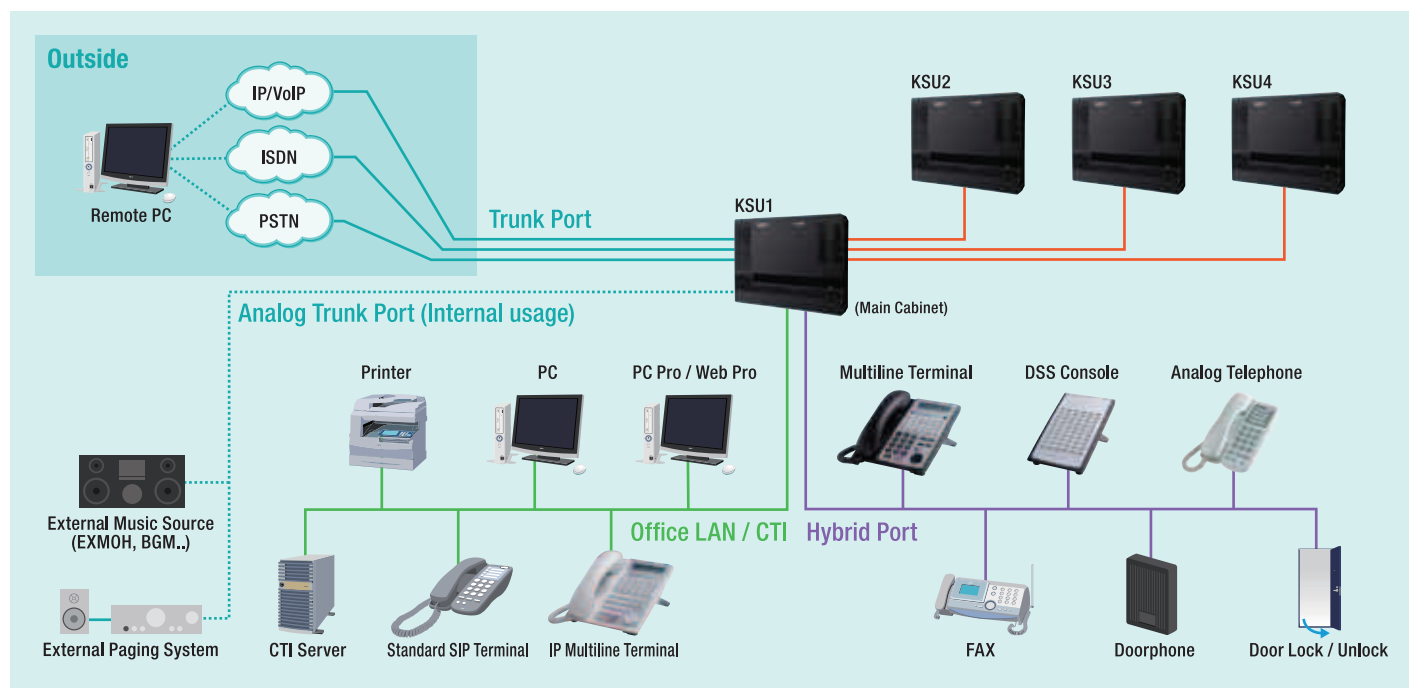 Outside
IP/VoIP
ISDN
PSTN
Remote PC
Trunk Port
KSU1
KSU2
KSU3
KSU4
(Main Cabinet)
Analog Trunk Port (Internal usage)
Printer
PC
PC Pro / Web Pro
Multiline Terminal
DSS Console
Analog Telephone
External Music Source
(EXMOH, BGM..)
Office LAN / CTI
Hybrid Port
External Paging System
CTI Server
Standard SIP Terminal
IP Multiline Terminal
FAX
Doorphone
Door Lock / Unlock